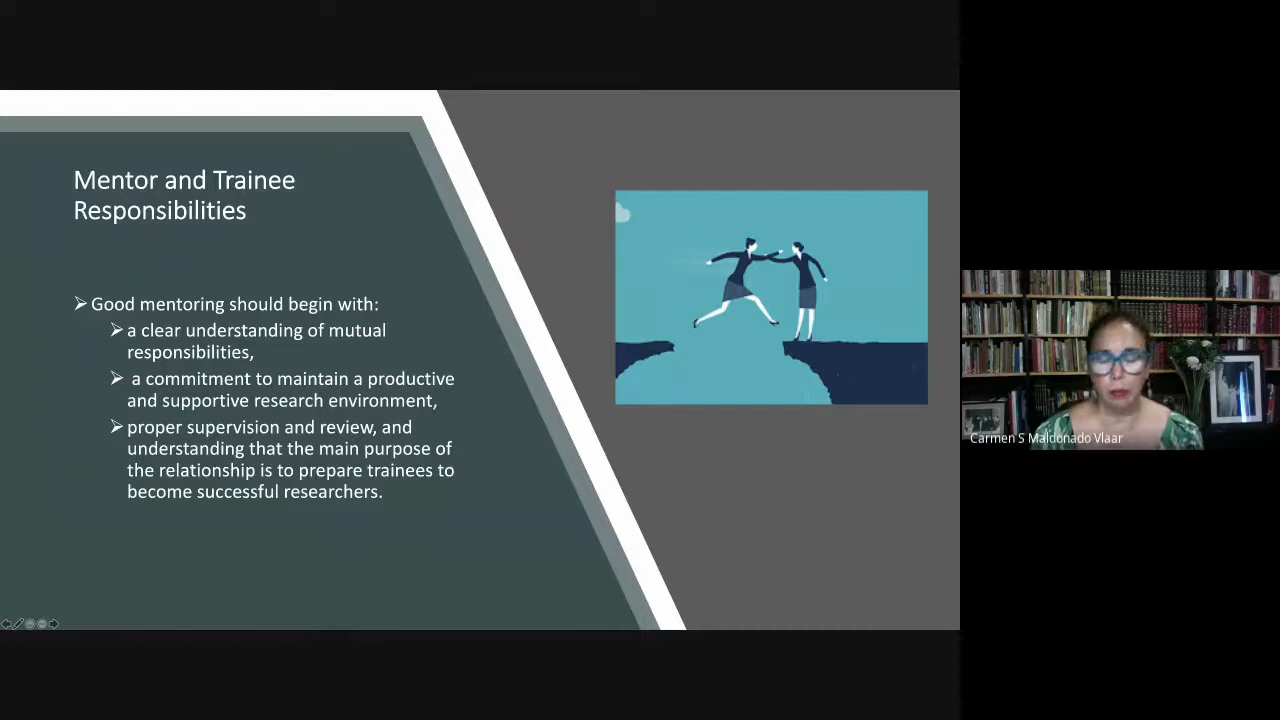 Mentor and Trainee
Responsibilities
➢Good mentoring should begin with:
➢a clear understanding of mutual
responsibilities,
➢ a commitment to maintain a productive
and supportive research environment,
➢proper supervision and review, and
understanding that the main purpose of
the relationship is to prepare trainees to
become successful researchers.
Carmen S Maldonado Vlaar